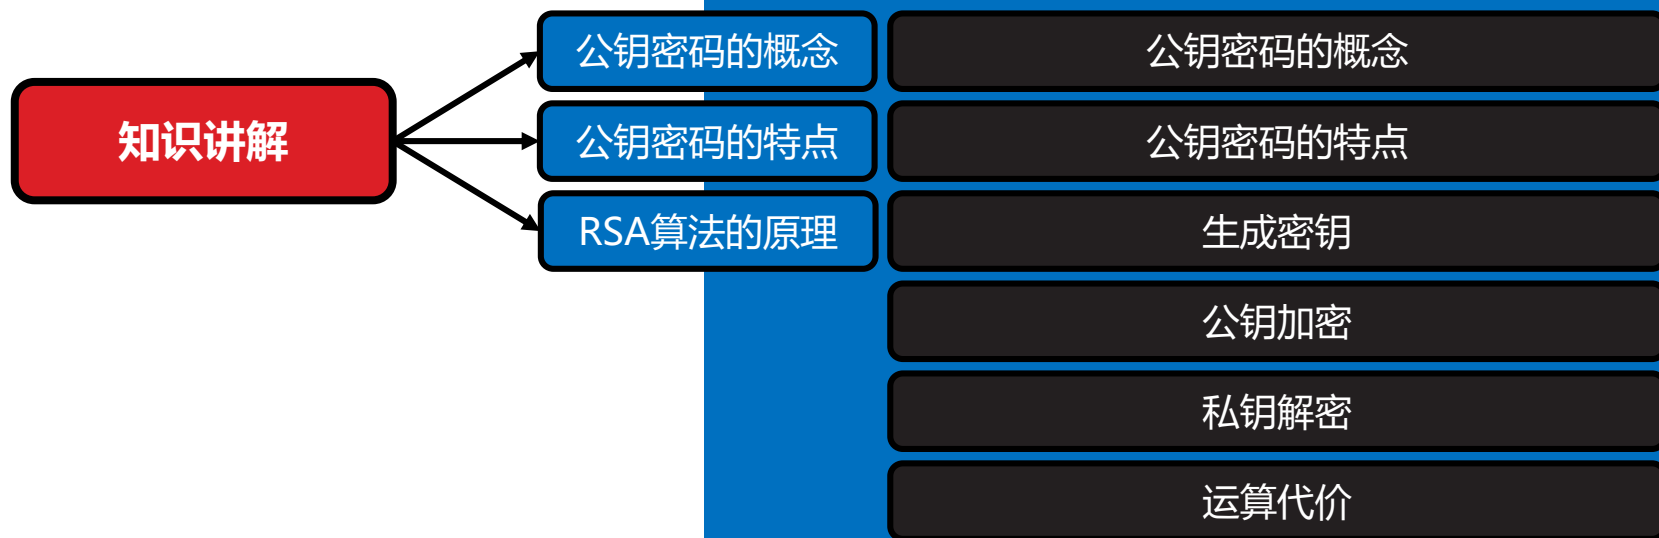 知识讲解
公钥密码的概念
公钥密码的概念
公钥密码的特点
公钥密码的特点
RSA算法的原理
生成密钥
公钥加密
私钥解密
运算代价